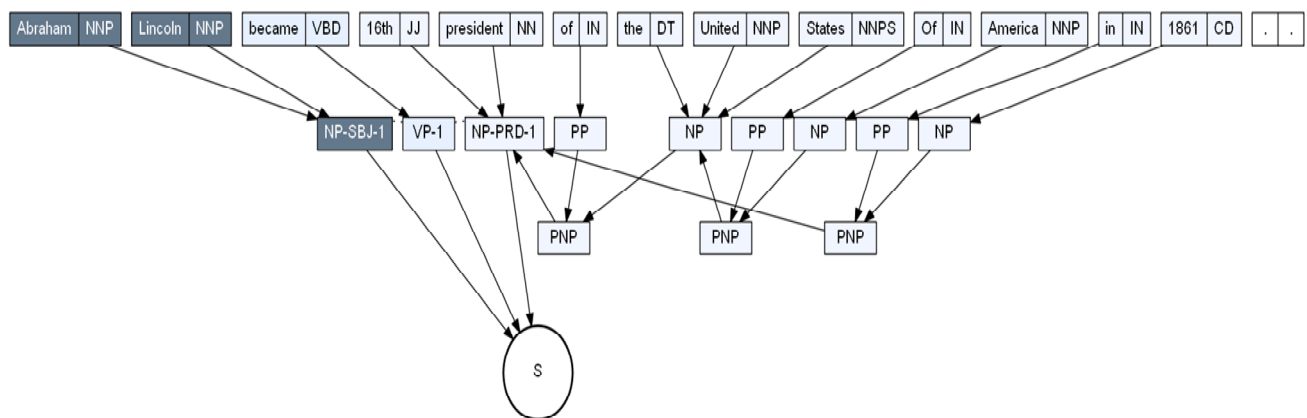 Abraham NNP Lincoln NNP became VBD 16th JJ president NN of IN the DT United NNP States NNPS Of IN America NNP in IN 1861 CD . .
NP-SBJ-1 VP-1 NP-PRD-1 PP NP PP NP PP NP
PNP PNP PNP
S